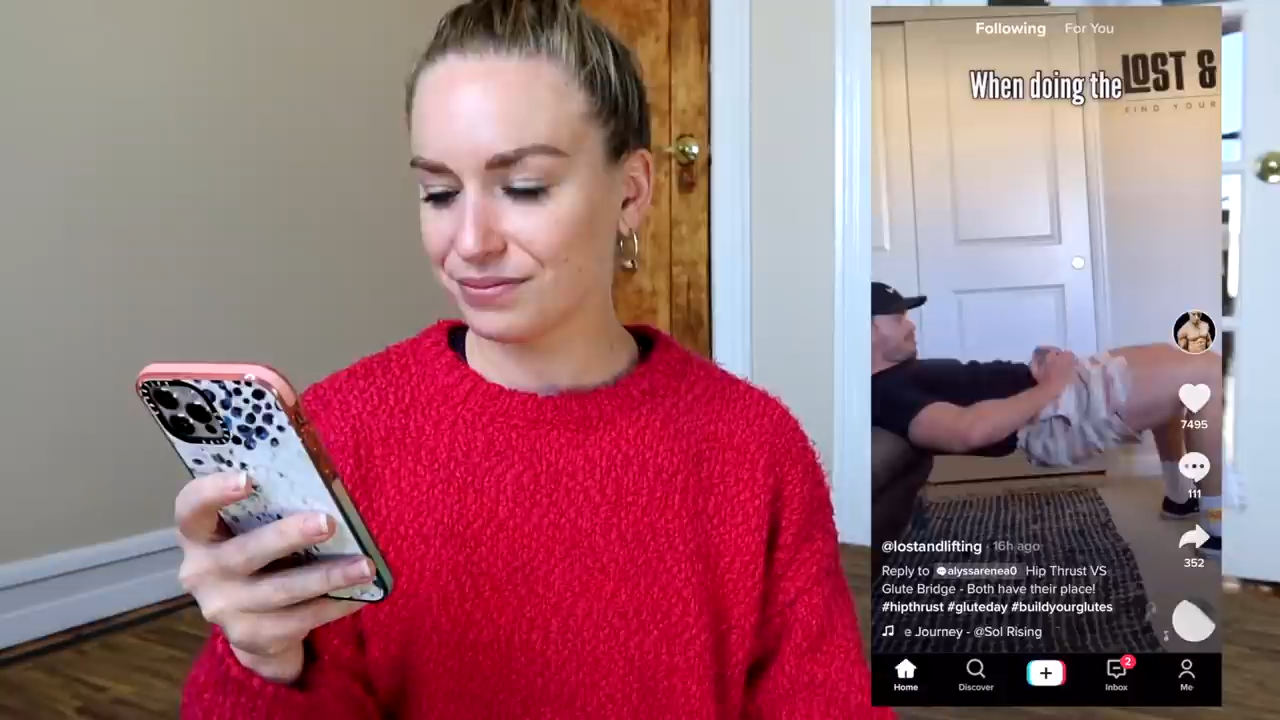 Following For You
When doing the
LOST &
FIND YOUR
7495
111
352
@lostandlifting · 16h ago
Reply to alyssarenea0 Hip Thrust VS
Glute Bridge - Both have their place!
#hipthrust #gluteday #buildyourglutes
e Journey - @Sol Rising
2
Home Discover Inbox Me